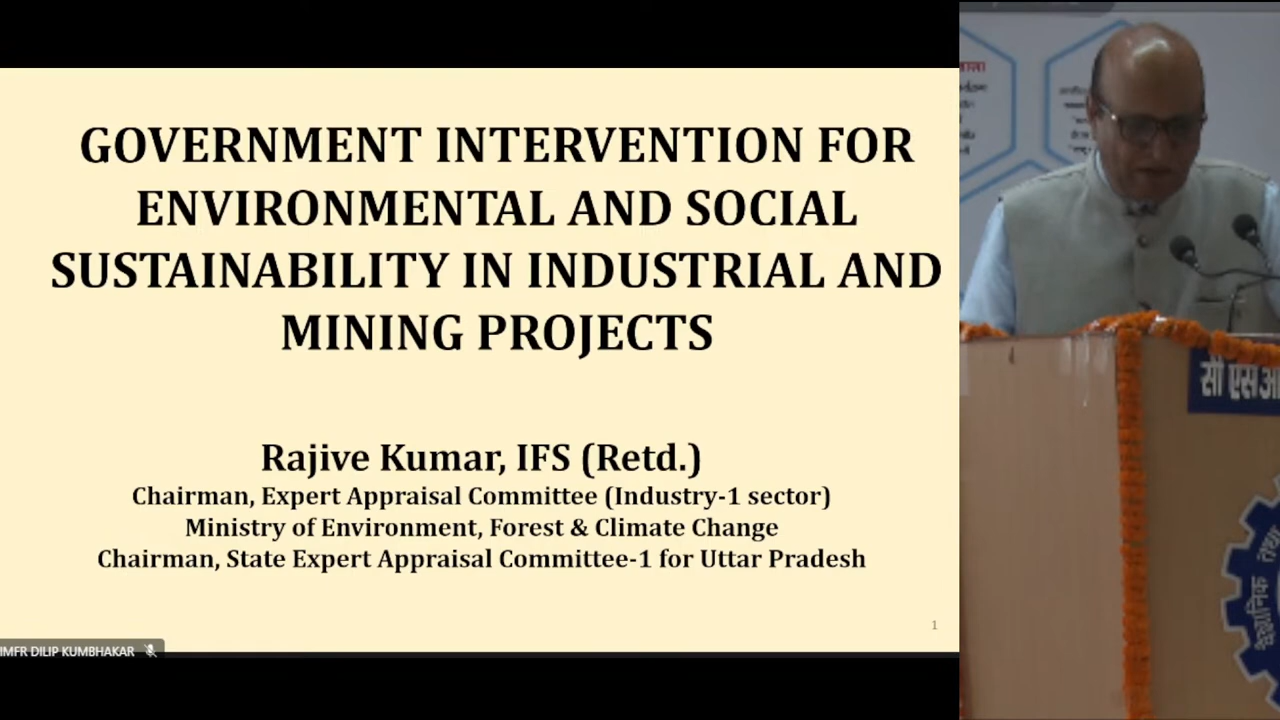 GOVERNMENT INTERVENTION FOR
ENVIRONMENTAL AND SOCIAL
SUSTAINABILITY IN INDUSTRIAL AND
MINING PROJECTS
Rajive Kumar, IFS (Retd.)
Chairman, Expert Appraisal Committee (Industry-1 sector)
Ministry of Environment, Forest & Climate Change
Chairman, State Expert Appraisal Committee-1 for Uttar Pradesh
1
IMFR DILIP KUMBHAKAR
सी एस आ